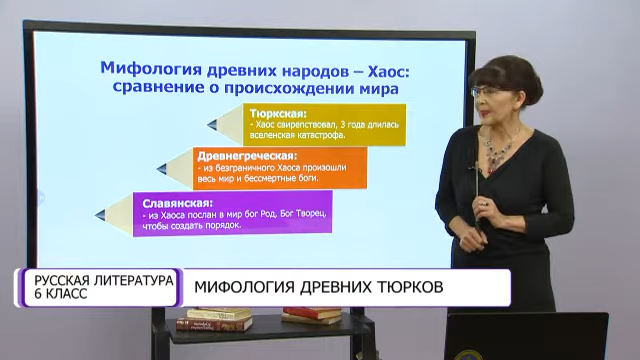 Мифология древних народов – Хаос:
сравнение о происхождении мира
Тюркская:
- Хаос свирепствовал, 3 года длилась
вселенская катастрофа.
Древнегреческая:
- из безграничного Хаоса произошли
весь мир и бессмертные боги.
Славянская:
- из Хаоса послан в мир бог Род, Бог Творец,
чтобы создать порядок.
РУССКАЯ ЛИТЕРАТУРА
6 КЛАСС
МИФОЛОГИЯ ДРЕВНИХ ТЮРКОВ